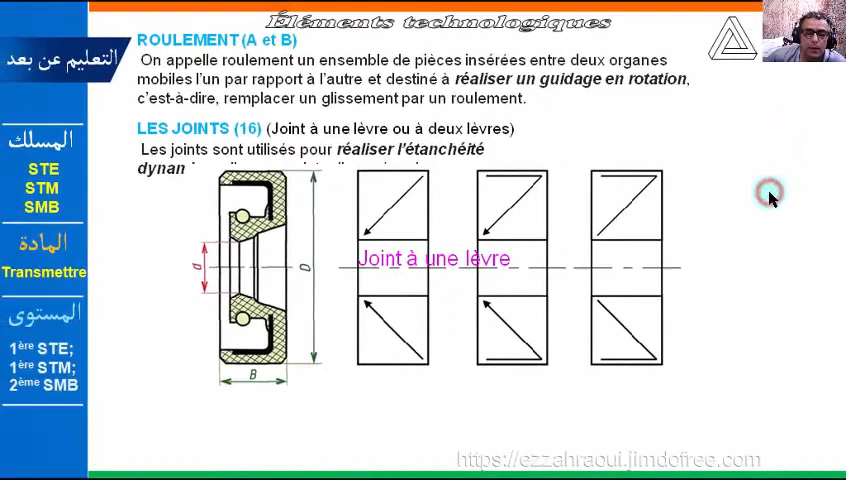 Éléments technologiques
ROULEMENT (A et B)
On appelle roulement un ensemble de pièces insérées entre deux organes
mobiles l'un par rapport à l'autre et destiné à réaliser un guidage en rotation,
c'est-à-dire, remplacer un glissement par un roulement.
LES JOINTS (16) (Joint à une lèvre ou à deux lèvres)
Les joints sont utilisés pour réaliser l'étanchéité
Joint à une lèvre
d
D
B
التعليم عن بعد
المسلك
STE
STM
SMB
المادة
Transmettre
المستوى
1ère STE;
1ère STM;
2ème SMB
https://ezzahraoui.jimdofree.com